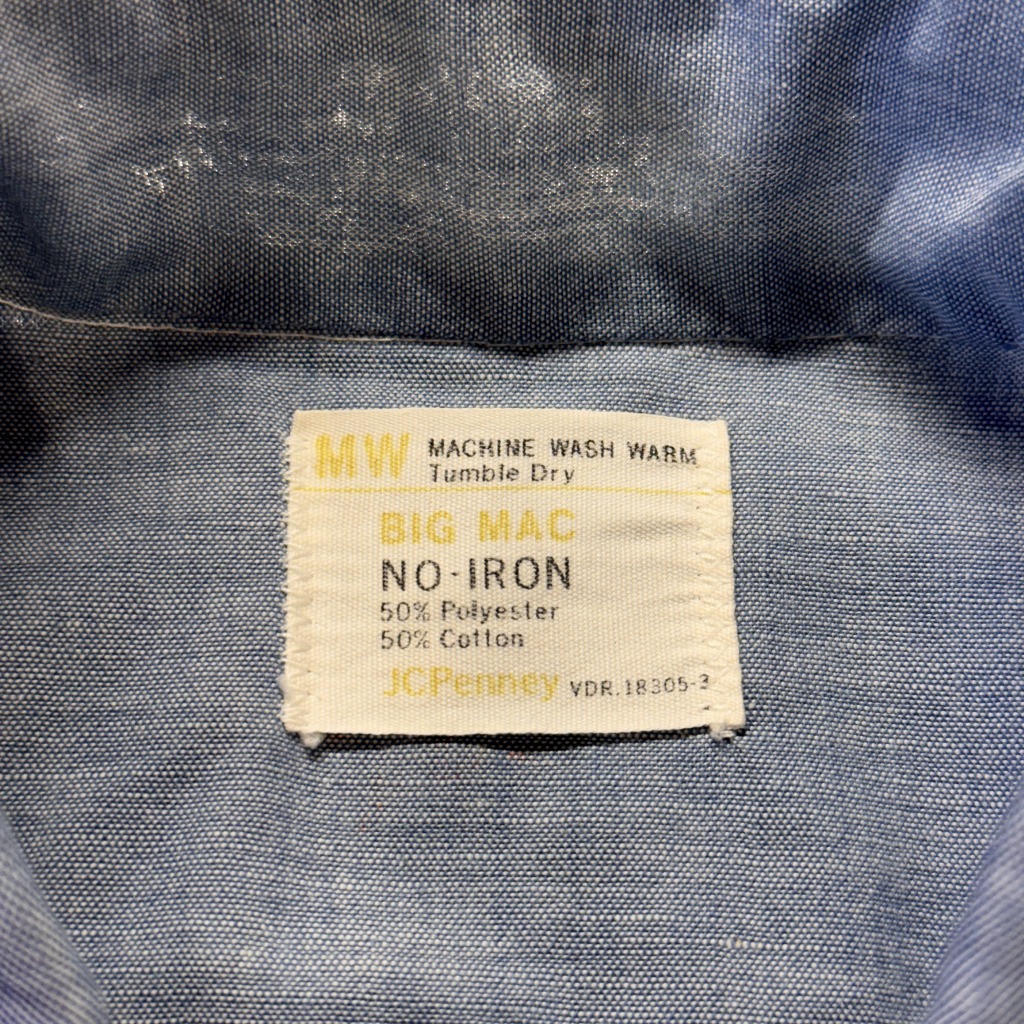 MW MACHINE WASH WARM
Tumble Dry
BIG MAC
NO-IRON
50% Polyester
50% Cotton
JCPenney VDR.18305-3